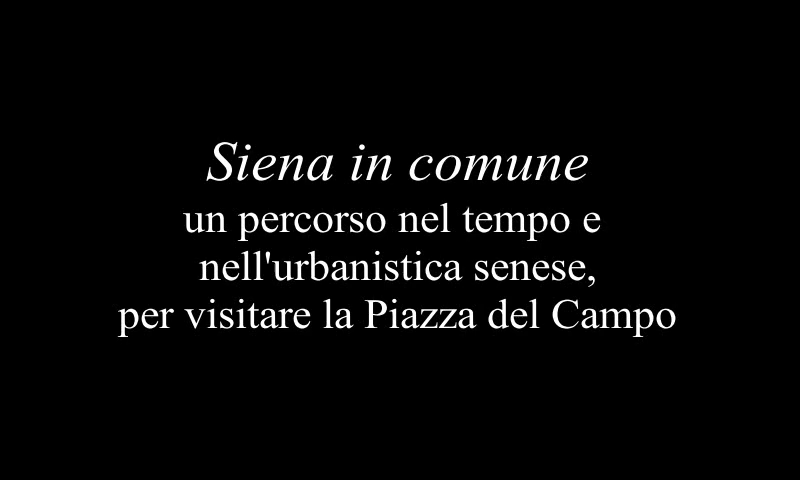 Siena in comune
un percorso nel tempo e
nell'urbanistica senese,
per visitare la Piazza del Campo